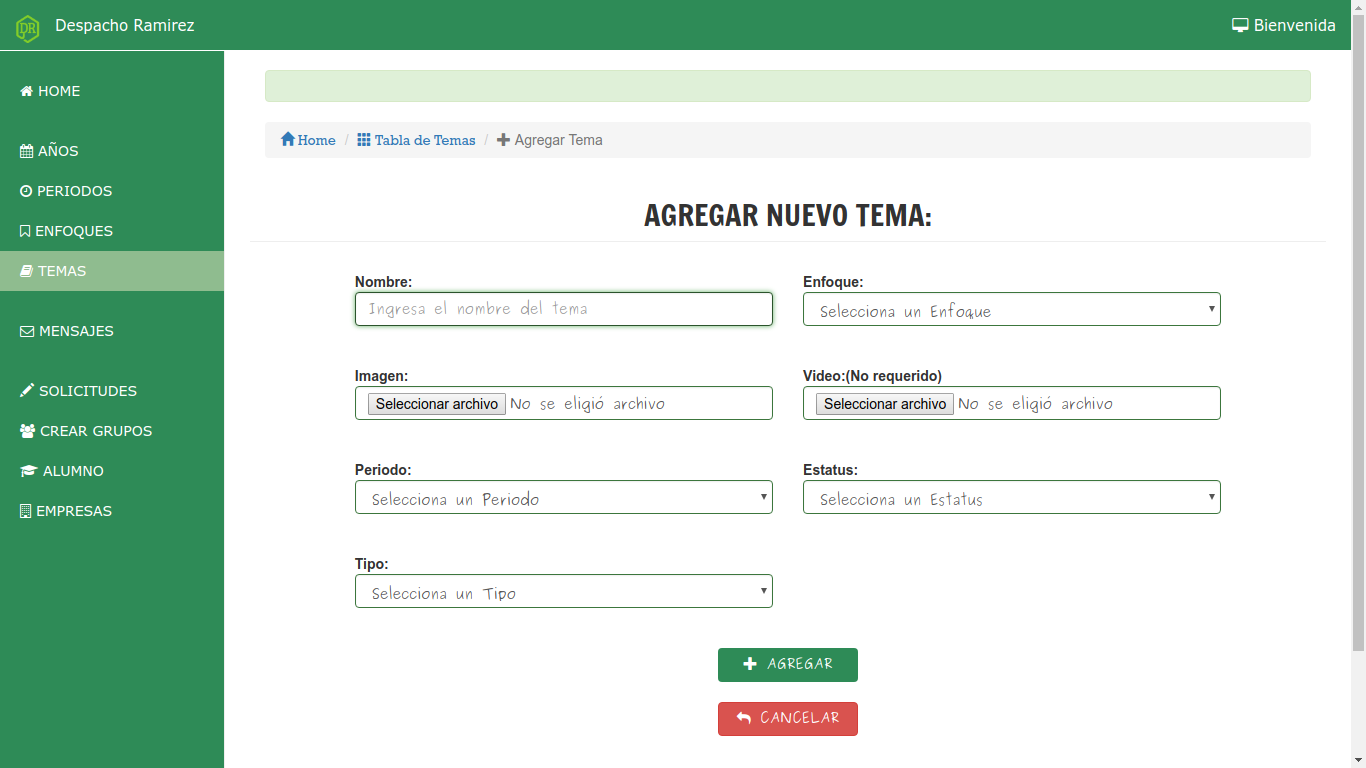 DR Despacho Ramirez Bienvenida
HOME
AÑOS
PERIODOS
ENFOQUES
TEMAS
MENSAJES
SOLICITUDES
CREAR GRUPOS
ALUMNO
EMPRESAS
Home / Tabla de Temas / Agregar Tema
AGREGAR NUEVO TEMA:
Nombre: Enfoque:
Ingresa el nombre del tema Selecciona un Enfoque
Imagen: Video:(No requerido)
Seleccionar archivo No se eligió archivo Seleccionar archivo No se eligió archivo
Periodo: Estatus:
Selecciona un Periodo Selecciona un Estatus
Tipo:
Selecciona un Tipo
AGREGAR
CANCELAR